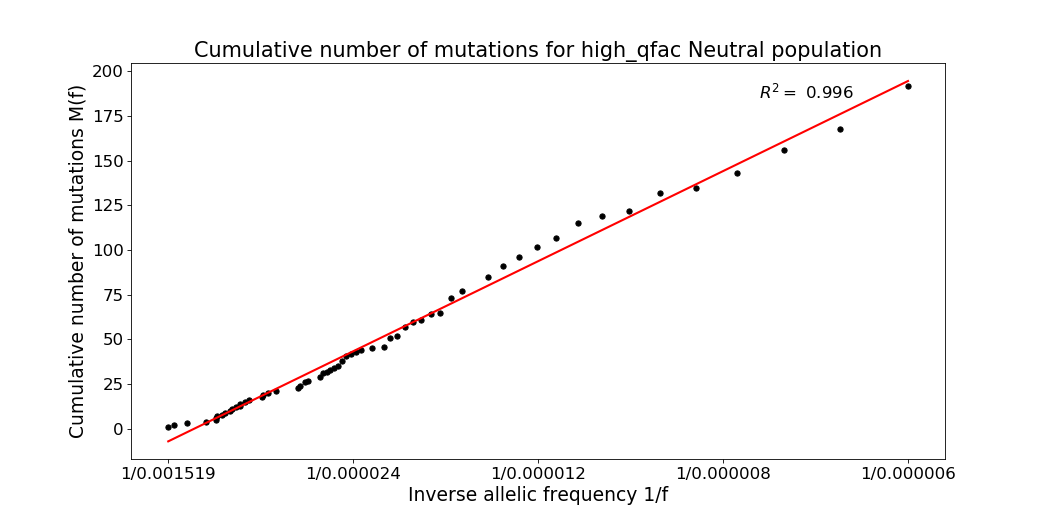 Cumulative number of mutations for high_qfac Neutral population
R² = 0.996
Cumulative number of mutations M(f)
200
175
150
125
100
75
50
25
0
1/0.001519 1/0.000024 1/0.000012 1/0.000008 1/0.000006
Inverse allelic frequency 1/f